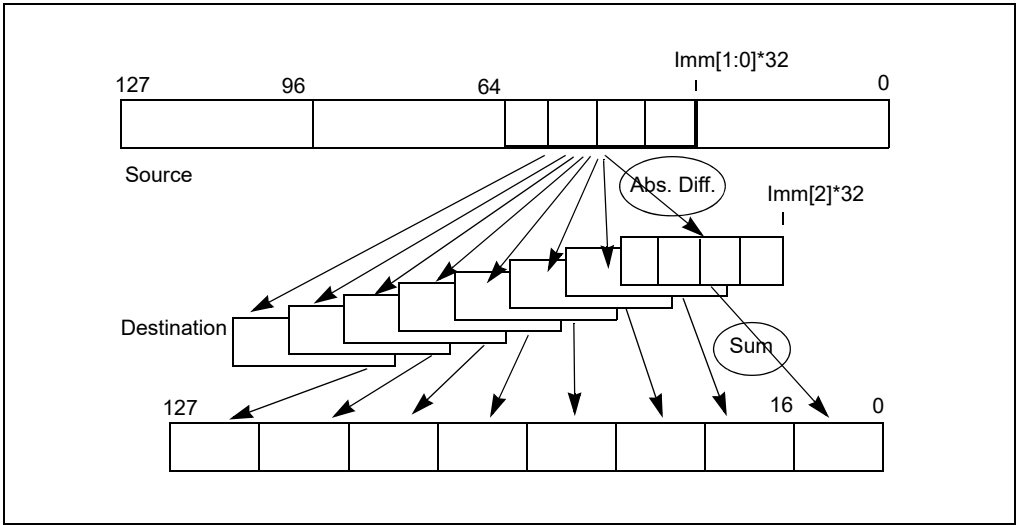 Imm[1:0]*32
127 96 64 0
Source
Abs. Diff.
Imm[2]*32
Destination
Sum
127 16 0